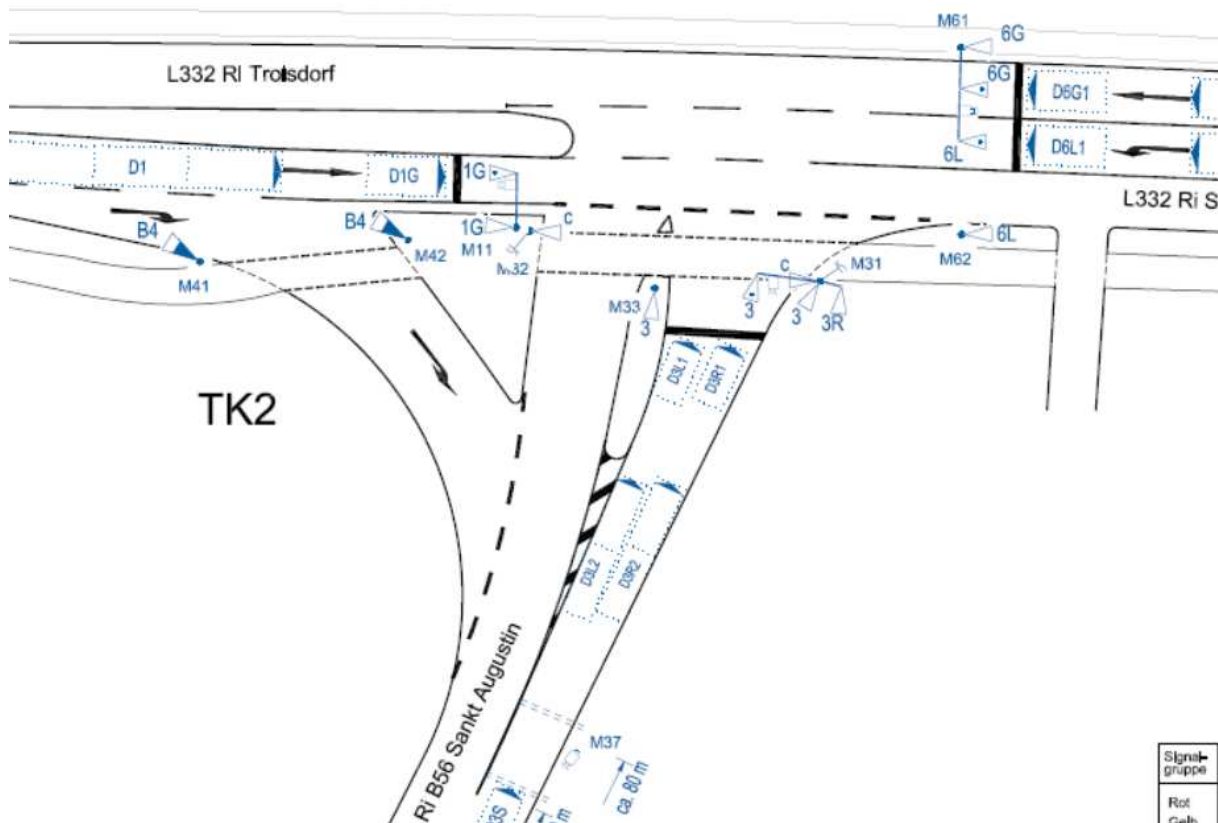 M61
6G
L332 Ri Troisdorf
6G
D6G1
6L
D6L1
D1
D1G
1G
L332 Ri S
B4
B4
1G
C
M11
M42
M32
6L
M62
M41
C
M31
M33
3
3
3
3R
D3L1
D3R1
TK2
D3L2
D3R2
Ri B56 Sankt Augustin
M37
ca. 80 m
3S
m
Signal-
gruppe
Rot
Gelb